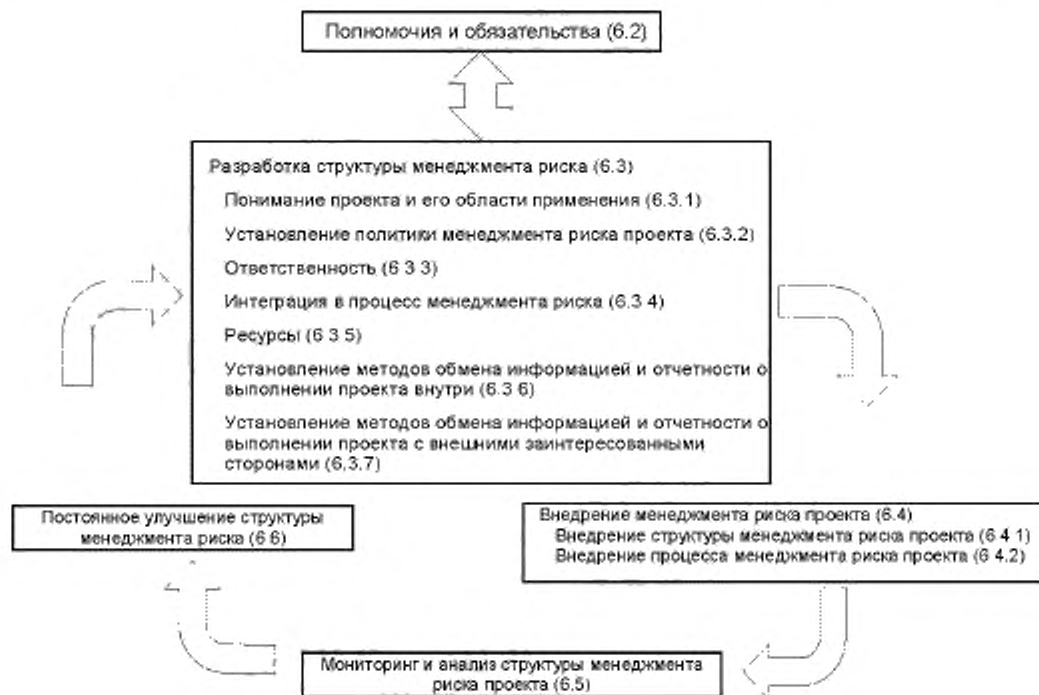 Полномочия и обязательства (6.2)
Разработка структуры менеджмента риска (6.3)
Понимание проекта и его области применения (6.3.1)
Установление политики менеджмента риска проекта (6.3.2)
Ответственность (6 3 3)
Интеграция в процесс менеджмента риска (6.3 4)
Ресурсы (6 3 5)
Установление методов обмена информацией и отчетности о
выполнении проекта внутри (6.3 6)
Установление методов обмена информацией и отчетности о
выполнении проекта с внешними заинтересованными
сторонами (6.3.7)
Постоянное улучшение структуры
менеджмента риска (6 6)
Внедрение менеджмента риска проекта (6.4)
Внедрение структуры менеджмента риска проекта (6 4 1)
Внедрение процесса менеджмента риска проекта (6 4.2)
Мониторинг и анализ структуры менеджмента
риска проекта (6.5)